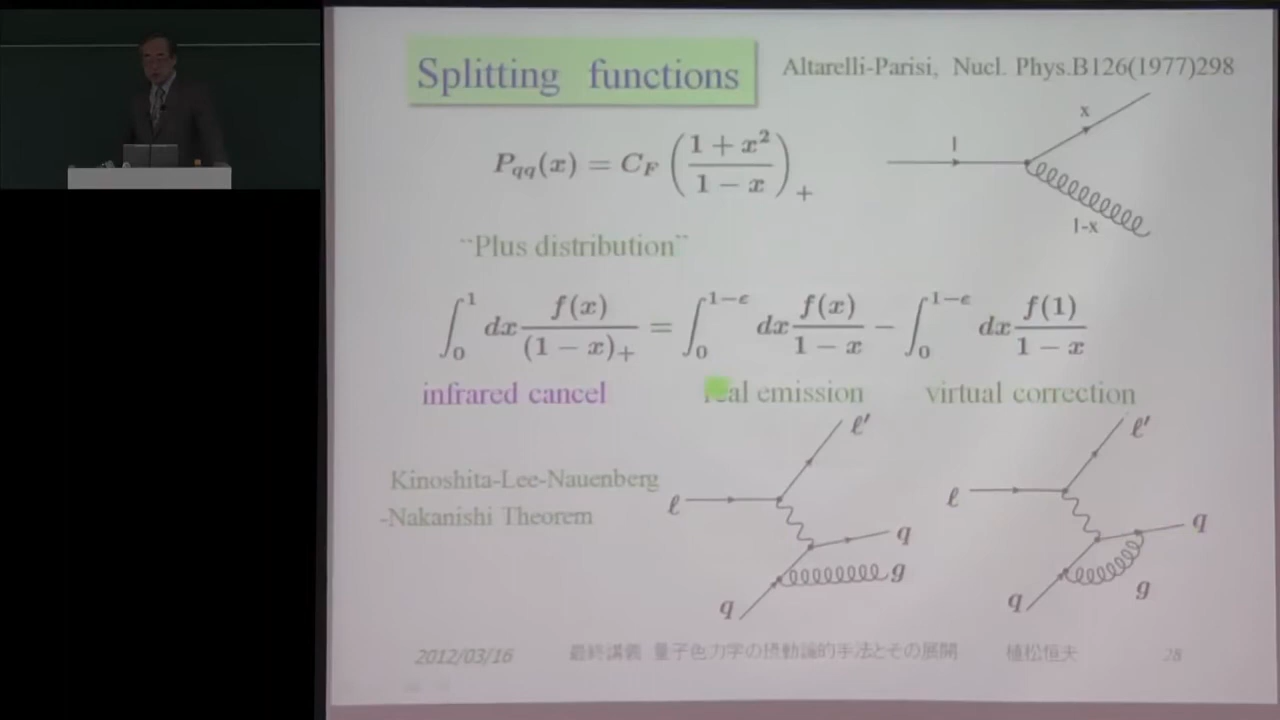 Splitting functions
Altarelli-Parisi, Nucl. Phys.B126(1977)298
P_{qq}(x) = C_F \left( \frac{1 + x^2}{1 - x} \right)_+
1
x
1-x
``Plus distribution``
\int_0^1 dx \frac{f(x)}{(1 - x)_+} = \int_0^{1-\epsilon} dx \frac{f(x)}{1 - x} - \int_0^{1-\epsilon} dx \frac{f(1)}{1 - x}
infrared cancel
real emission
virtual correction
Kinoshita-Lee-Nauenberg
-Nakanishi Theorem
ℓ
ℓ′
q
q
g
ℓ
ℓ′
q
q
g
2012/03/16
最終講義 量子色力学の摂動論的手法とその展開
植松恒夫
28